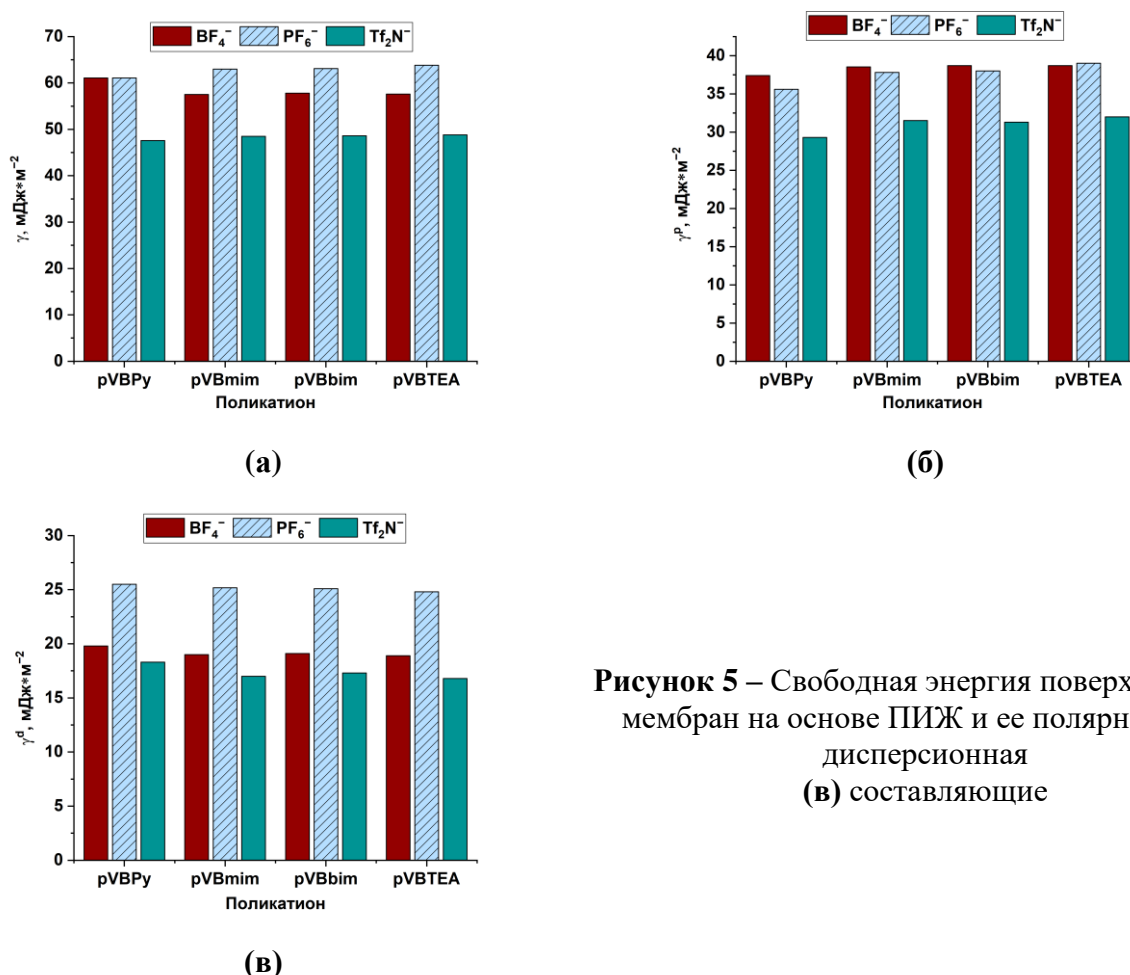 BF₄⁻ PF₆⁻ Tf₂N⁻
70
60
50
40
30
20
10
0
γ, мДж*м⁻²
pVBPy pVBmim pVBbim pVBTEA
Поликатион
(а)
BF₄⁻ PF₆⁻ Tf₂N⁻
40
35
30
25
20
15
10
5
0
γᵖ, мДж*м⁻²
pVBPy pVBmim pVBbim pVBTEA
Поликатион
(б)
BF₄⁻ PF₆⁻ Tf₂N⁻
30
25
20
15
10
5
0
γᵈ, мДж*м⁻²
pVBPy pVBmim pVBbim pVBTEA
Поликатион
(в)
Рисунок 5 – Свободная энергия поверх
мембран на основе ПИЖ и ее полярн
дисперсионная
(в) составляющие